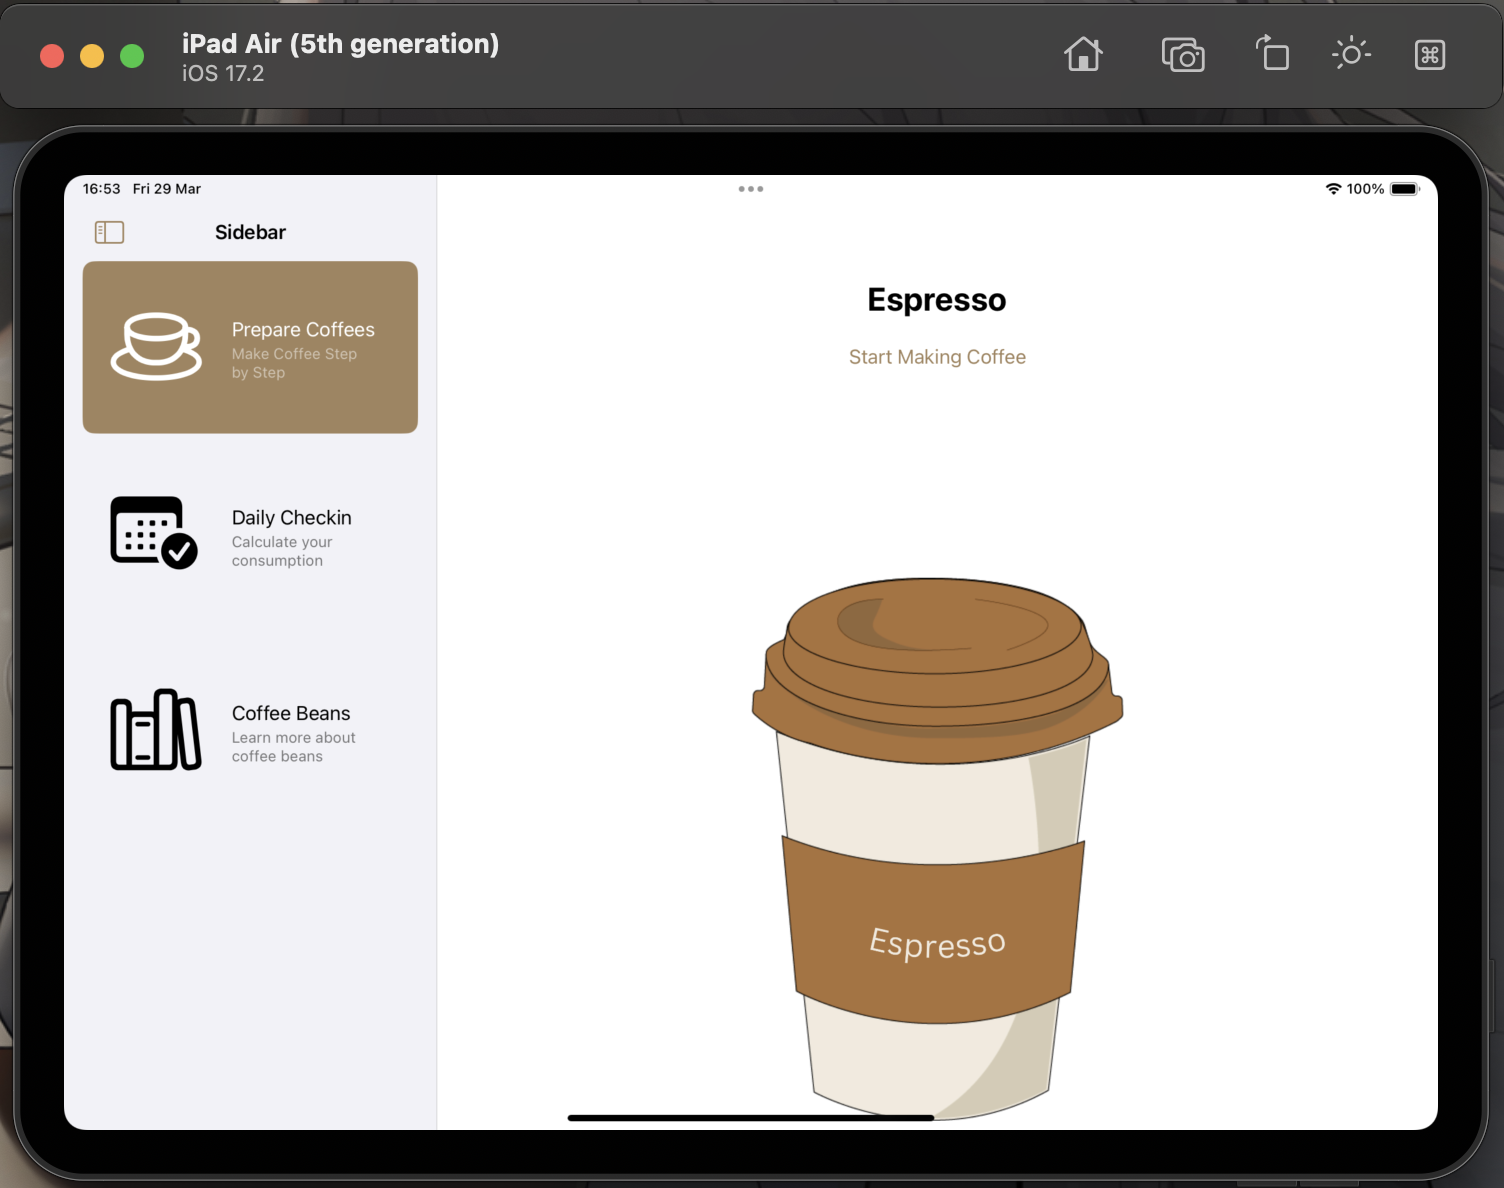 iPad Air (5th generation)
iOS 17.2
16:53 Fri 29 Mar
100%
Sidebar
Prepare Coffees
Make Coffee Step
by Step
Daily Checkin
Calculate your
consumption
Coffee Beans
Learn more about
coffee beans
Espresso
Start Making Coffee
Espresso